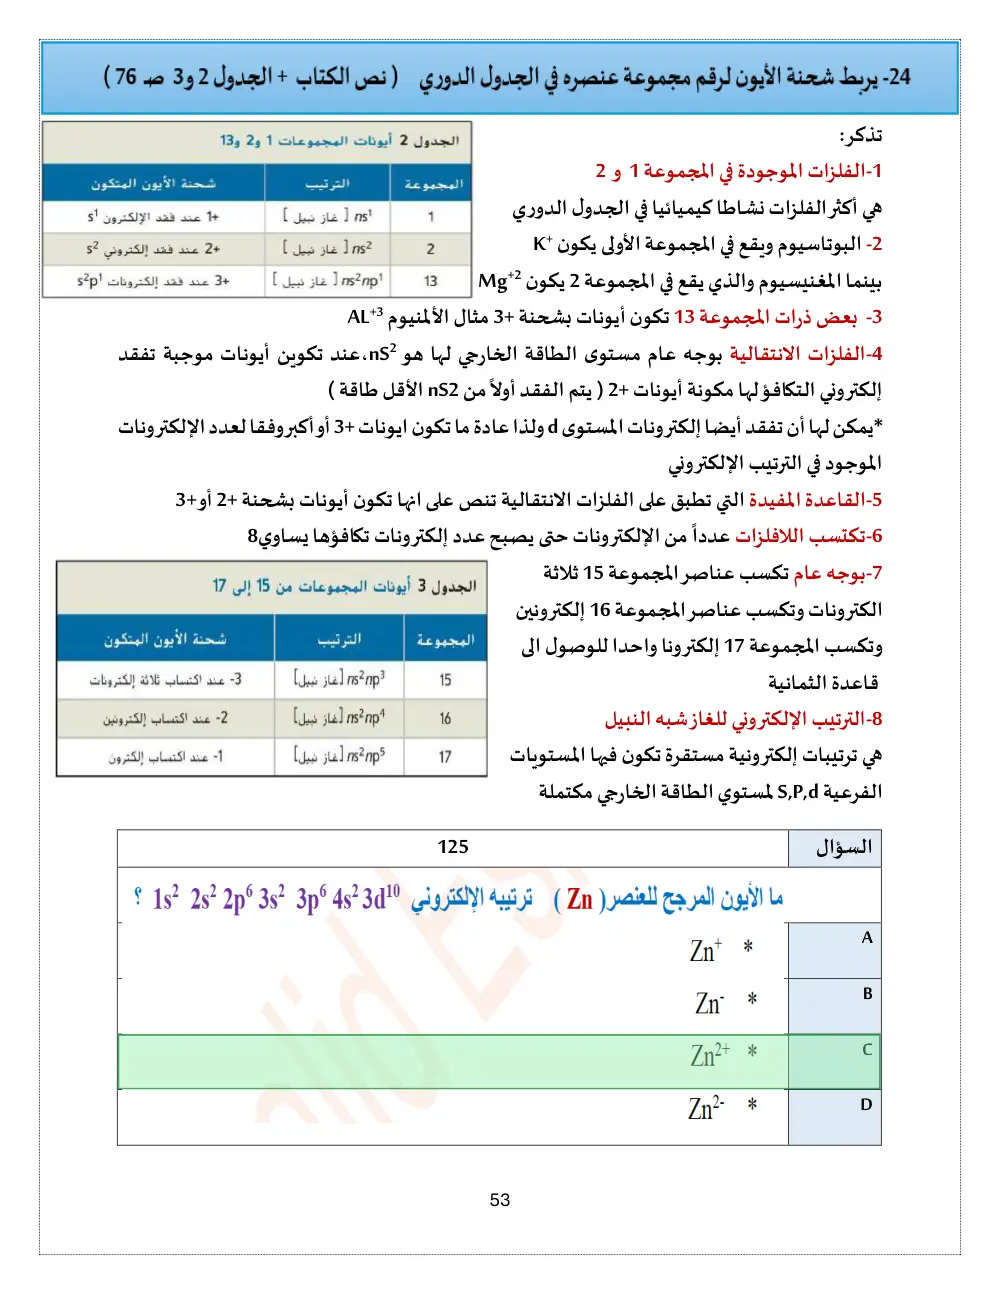 24- يربط شحنة الأيون لرقم مجموعة عنصره في الجدول الدوري ( نص الكتاب + الجدول 2 و3 صـ 76 )
تذكر:
1-الفلزات الموجودة في المجموعة 1 و 2
هي أكثر الفلزات نشاطا كيميائيا في الجدول الدوري
2- البوتاسيوم ويقع في المجموعة الأولى يكون K⁺
بينما المغنيسيوم والذي يقع في المجموعة 2 يكون Mg⁺²
الجدول 2 أيونات المجموعات 1 و2 و13
المجموعة | الترتيب | شحنة الأيون المتكون
1 | ns¹ [ غاز نبيل ] | +1 عند فقد الإلكترون s¹
2 | ns² [ غاز نبيل ] | +2 عند فقد إلكتروني s²
13 | ns²np¹ [ غاز نبيل ] | +3 عند فقد إلكترونات s²p¹
3- بعض ذرات المجموعة 13 تكون أيونات بشحنة +3 مثال الألمنيوم AL⁺³
4-الفلزات الانتقالية بوجه عام مستوى الطاقة الخارجي لها هو nS²،عند تكوين أيونات موجبة تفقد
إلكتروني التكافؤ لها مكونة أيونات +2 ( يتم الفقد أولاً من nS2 الأقل طاقة )
*يمكن لها أن تفقد أيضا إلكترونات المستوى d ولذا عادة ما تكون ايونات +3 أو أكبر وفقا لعدد الإلكترونات
الموجود في الترتيب الإلكتروني
5-القاعدة المفيدة التي تطبق على الفلزات الانتقالية تنص على انها تكون أيونات بشحنة +2 أو+3
6-تكتسب اللافلزات عدداً من الإلكترونات حتى يصبح عدد إلكترونات تكافؤها يساوي8
7-بوجه عام تكسب عناصر المجموعة 15 ثلاثة
الكترونات وتكسب عناصر المجموعة 16 إلكترونين
وتكسب المجموعة 17 إلكترونا واحدا للوصول الى
قاعدة الثمانية
8-الترتيب الإلكتروني للغاز شبه النبيل
هي ترتيبات إلكترونية مستقرة تكون فيها المستويات
الفرعية S,P,d لمستوي الطاقة الخارجي مكتملة
الجدول 3 أيونات المجموعات من 15 إلى 17
المجموعة | الترتيب | شحنة الأيون المتكون
15 | ns²np³ [غاز نبيل] | -3 عند اكتساب ثلاثة إلكترونات
16 | ns²np⁴ [غاز نبيل] | -2 عند اكتساب إلكترونين
17 | ns²np⁵ [غاز نبيل] | -1 عند اكتساب إلكترون
السؤال 125
ما الأيون المرجح للعنصر( Zn ) ترتيبه الإلكتروني 1s² 2s² 2p⁶ 3s² 3p⁶ 4s² 3d¹⁰ ؟
A * Zn⁺
B * Zn⁻
C * Zn²⁺
D * Zn²⁻
53